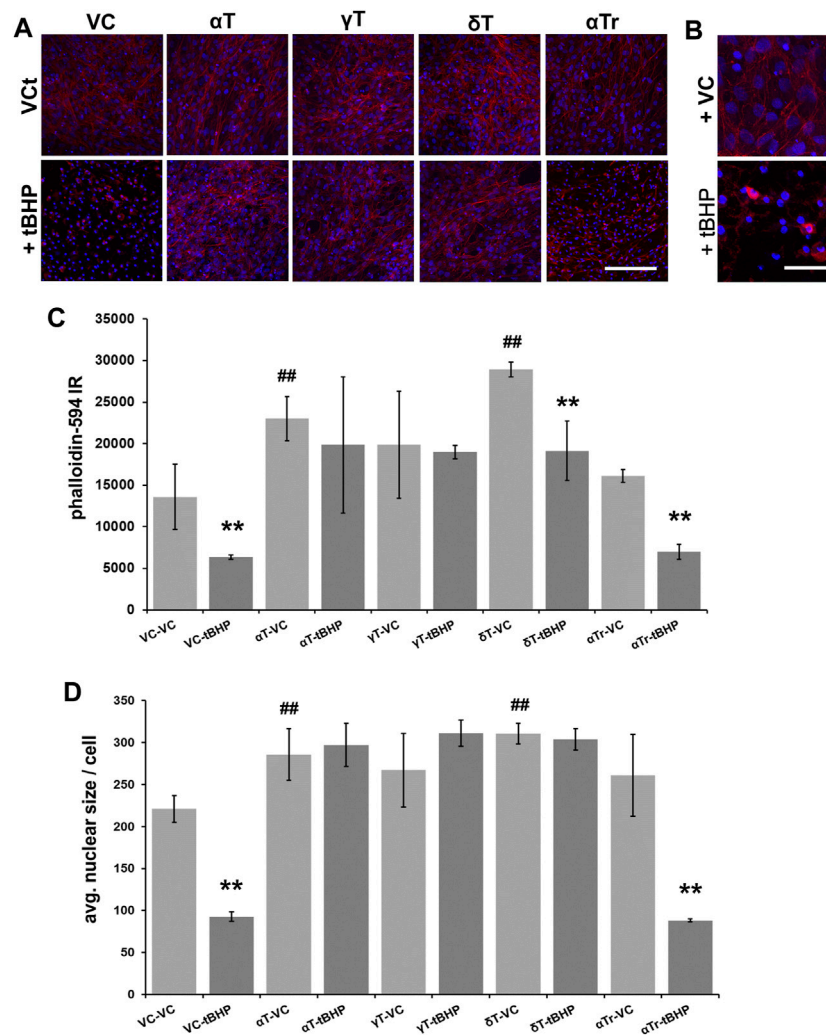 A
VC
αT
γT
δT
αTr
B
VCt
+ tBHP
+ VC
+ tBHP
C
phalloidin-594 IR
35000
30000
25000
20000
15000
10000
5000
0
**
##
##
**
**
VC-VC
VC-tBHP
αT-VC
αT-tBHP
γT-VC
γT-tBHP
δT-VC
δT-tBHP
αTr-VC
αTr-tBHP
D
avg. nuclear size / cell
350
300
250
200
150
100
50
0
**
##
##
**
VC-VC
VC-tBHP
αT-VC
αT-tBHP
γT-VC
γT-tBHP
δT-VC
δT-tBHP
αTr-VC
αTr-tBHP